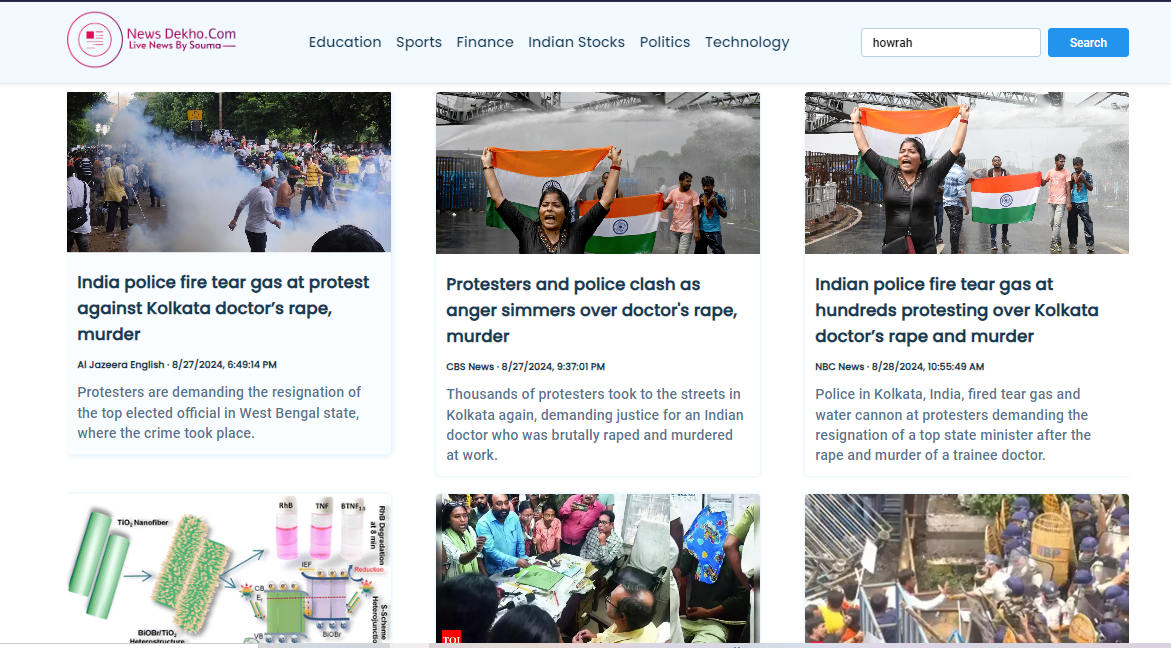 News Dekho.Com
Live News By Souma
Education Sports Finance Indian Stocks Politics Technology
howrah
Search
India police fire tear gas at protest
against Kolkata doctor’s rape,
murder
Al Jazeera English · 8/27/2024, 6:49:14 PM
Protesters are demanding the resignation of
the top elected official in West Bengal state,
where the crime took place.
Protesters and police clash as
anger simmers over doctor's rape,
murder
CBS News · 8/27/2024, 9:37:01 PM
Thousands of protesters took to the streets in
Kolkata again, demanding justice for an Indian
doctor who was brutally raped and murdered
at work.
Indian police fire tear gas at
hundreds protesting over Kolkata
doctor’s rape and murder
NBC News · 8/28/2024, 10:55:49 AM
Police in Kolkata, India, fired tear gas and
water cannon at protesters demanding the
resignation of a top state minister after the
rape and murder of a trainee doctor.
TiO2 Nanofiber
BiOBr/TiO2
Heterostructure
RhB TNF
RhB Degradation
at 8 min
IEF
Reduction
CB
VB
BiOBr
S-Scheme
TOI